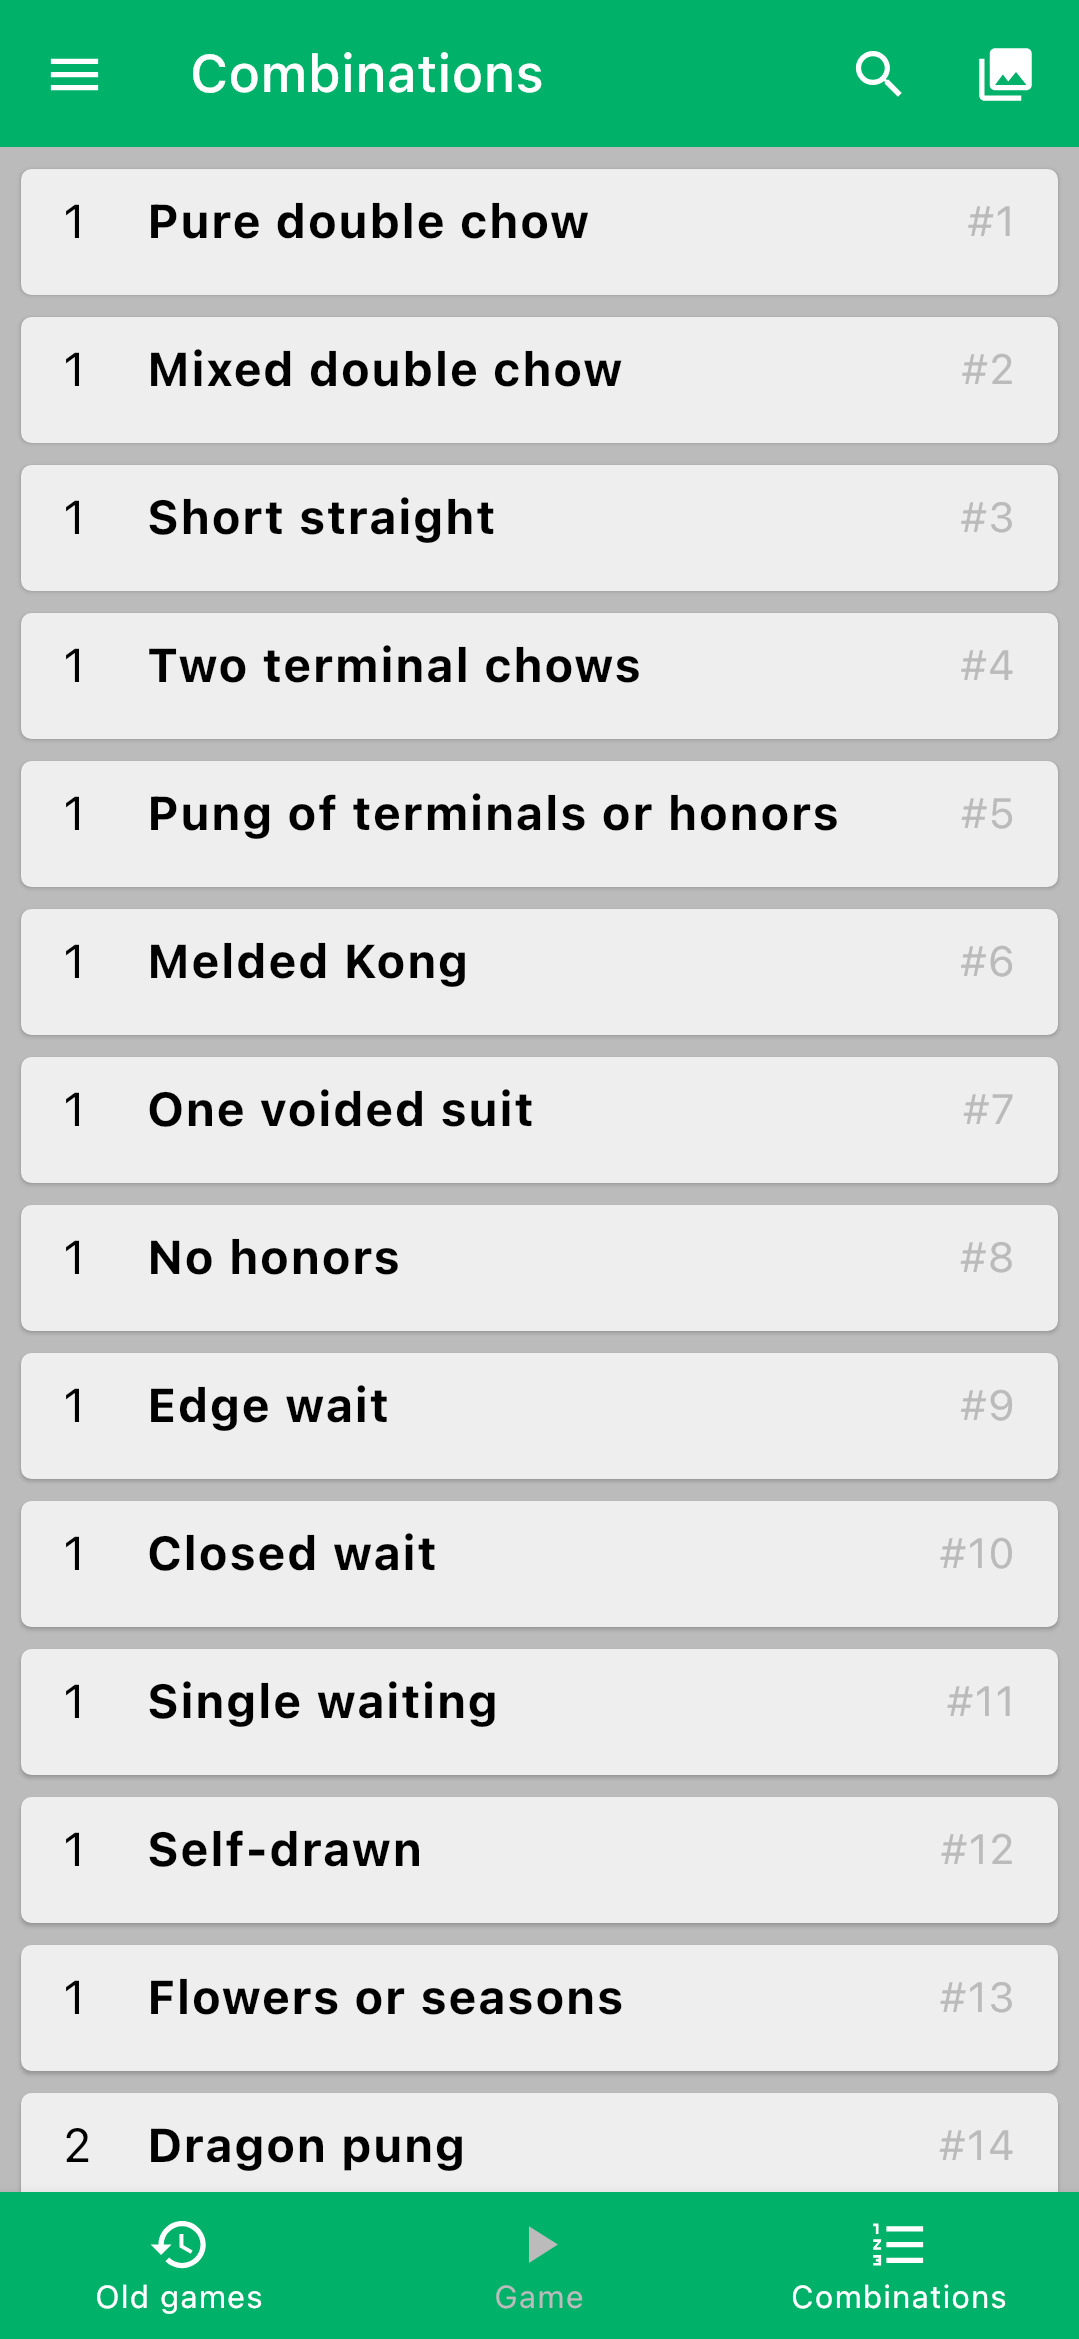 Combinations
1 Pure double chow #1
1 Mixed double chow #2
1 Short straight #3
1 Two terminal chows #4
1 Pung of terminals or honors #5
1 Melded Kong #6
1 One voided suit #7
1 No honors #8
1 Edge wait #9
1 Closed wait #10
1 Single waiting #11
1 Self-drawn #12
1 Flowers or seasons #13
2 Dragon pung #14
Old games Game Combinations